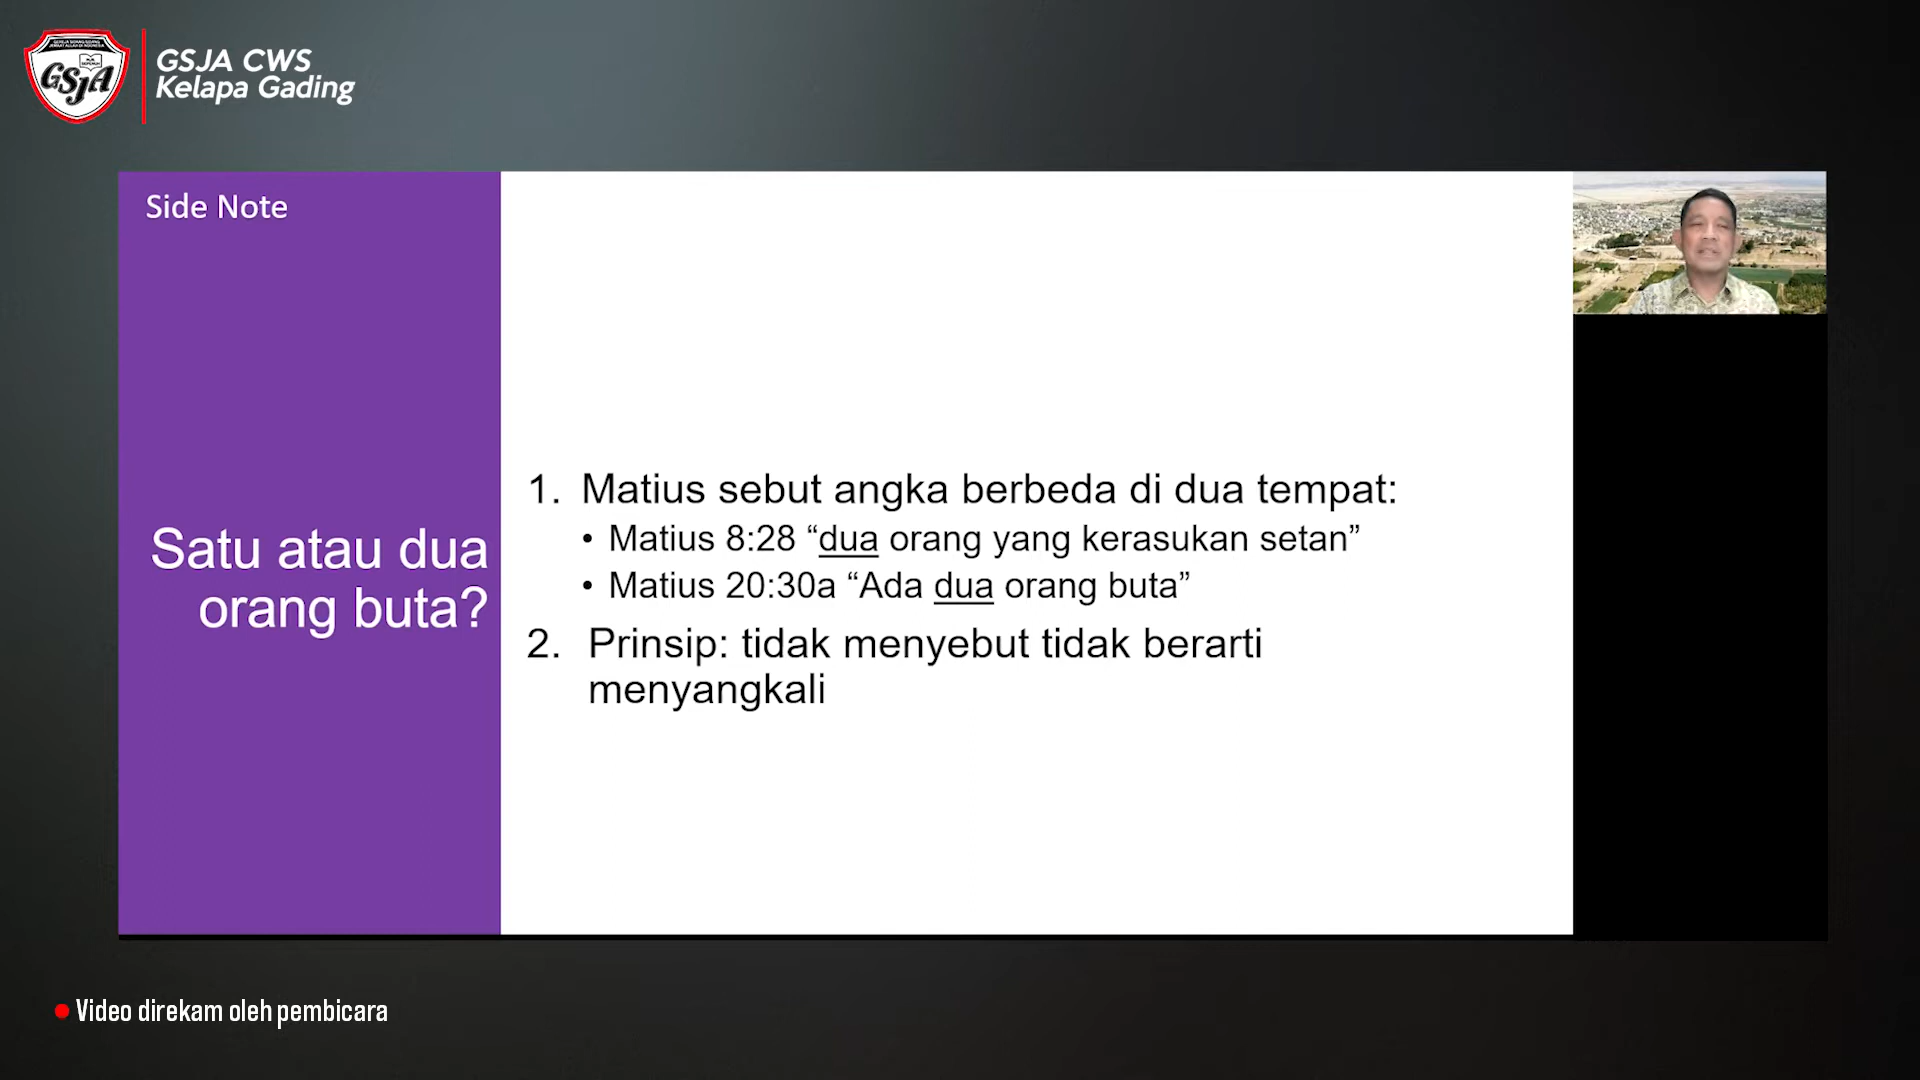 GSJA
GSJA CWS
Kelapa Gading
Side Note
Satu atau dua
orang buta?
1. Matius sebut angka berbeda di dua tempat:
• Matius 8:28 “dua orang yang kerasukan setan”
• Matius 20:30a “Ada dua orang buta”
2. Prinsip: tidak menyebut tidak berarti
menyangkali
Video direkam oleh pembicara